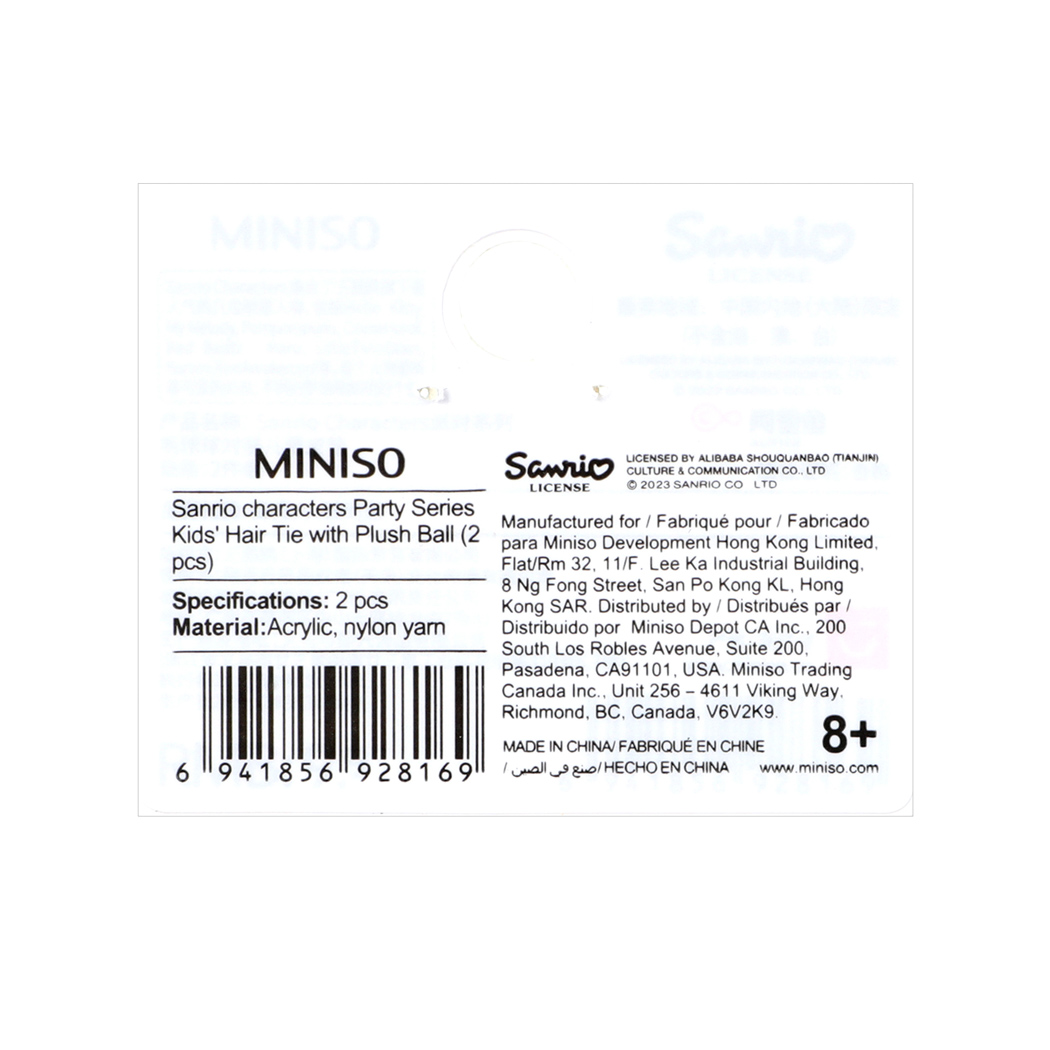 MINISO
Sanrio characters Party Series
Kids' Hair Tie with Plush Ball (2
pcs)
Specifications: 2 pcs
Material:Acrylic, nylon yarn
6 941856 928169
Sanrio
LICENSE
LICENSED BY ALIBABA SHOUQUANBAO (TIANJIN)
CULTURE & COMMUNICATION CO., LTD
© 2023 SANRIO CO LTD
Manufactured for / Fabriqué pour / Fabricado
para Miniso Development Hong Kong Limited,
Flat/Rm 32, 11/F. Lee Ka Industrial Building,
8 Ng Fong Street, San Po Kong KL, Hong
Kong SAR. Distributed by / Distribués par /
Distribuido por Miniso Depot CA Inc., 200
South Los Robles Avenue, Suite 200,
Pasadena, CA91101, USA. Miniso Trading
Canada Inc., Unit 256 – 4611 Viking Way,
Richmond, BC, Canada, V6V2K9.
8+
MADE IN CHINA/ FABRIQUÉ EN CHINE
/ صنع في الصين/ HECHO EN CHINA
www.miniso.com
MINISO
Sanrio